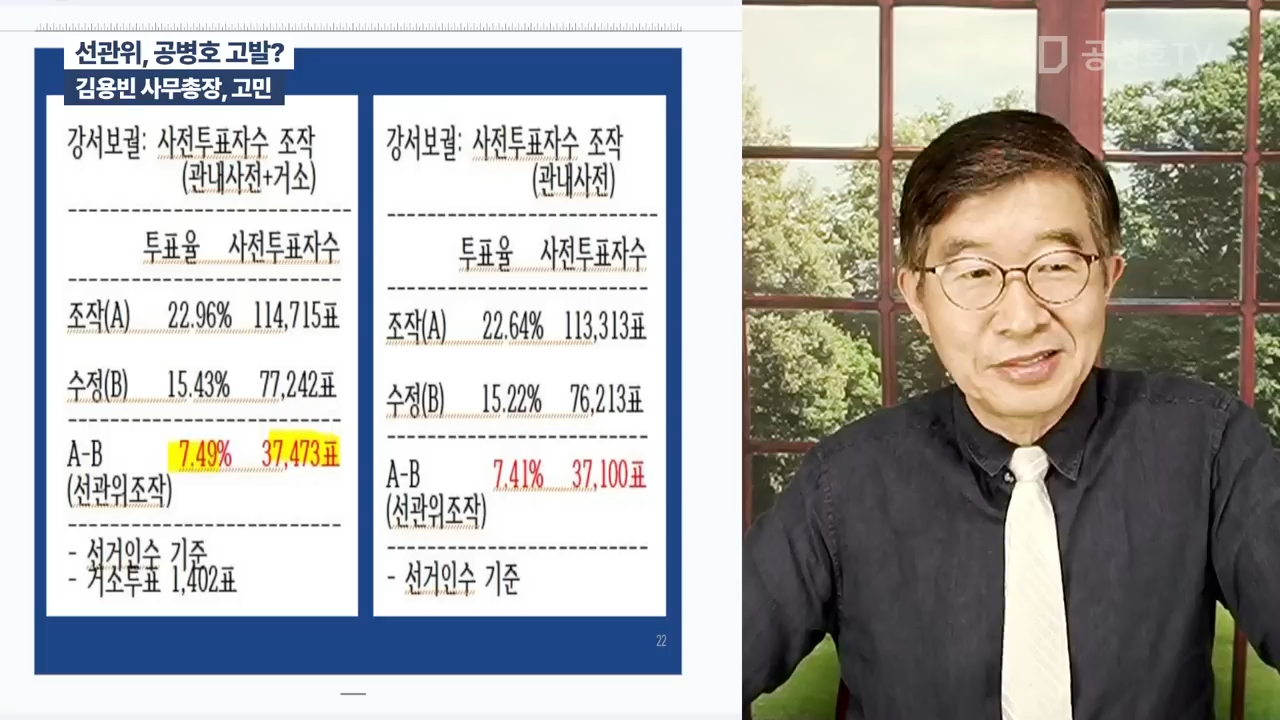 선관위, 공병호 고발?
김용빈 사무총장, 고민
공병호TV
강서보궐: 사전투표자수 조작
(관내사전+거소)
투표율 사전투표자수
조작(A) 22.96% 114,715표
수정(B) 15.43% 77,242표
A-B 7.49% 37,473표
(선관위조작)
- 선거인수 기준
- 거소투표 1,402표
강서보궐: 사전투표자수 조작
(관내사전)
투표율 사전투표자수
조작(A) 22.64% 113,313표
수정(B) 15.22% 76,213표
A-B 7.41% 37,100표
(선관위조작)
- 선거인수 기준
22